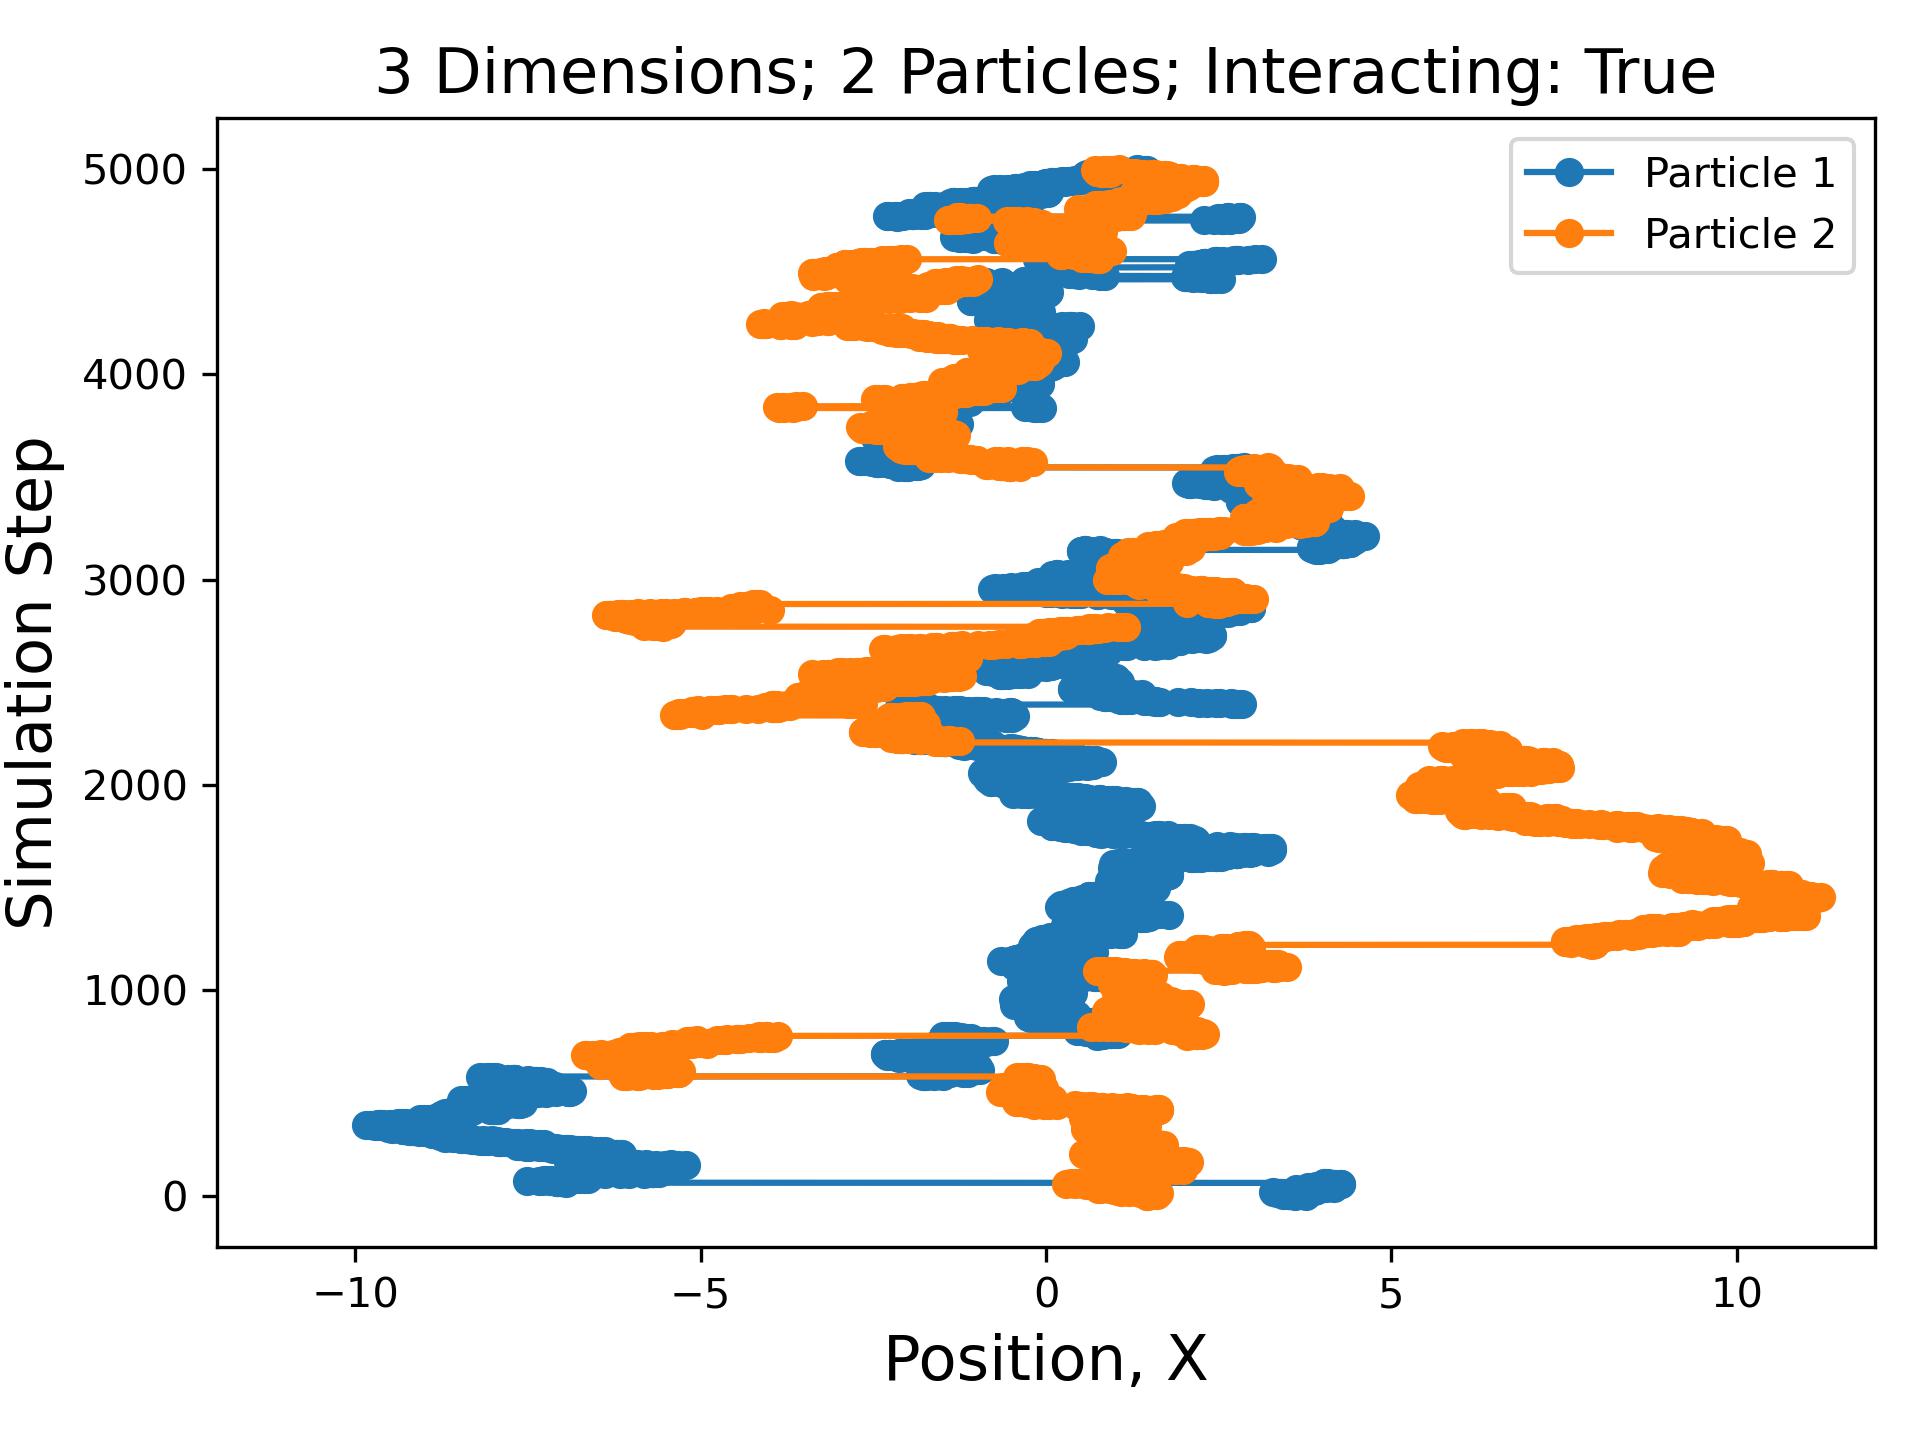 3 Dimensions; 2 Particles; Interacting: True
Particle 1
Particle 2
5000
4000
3000
2000
1000
0
Simulation Step
−10
−5
0
5
10
Position, X